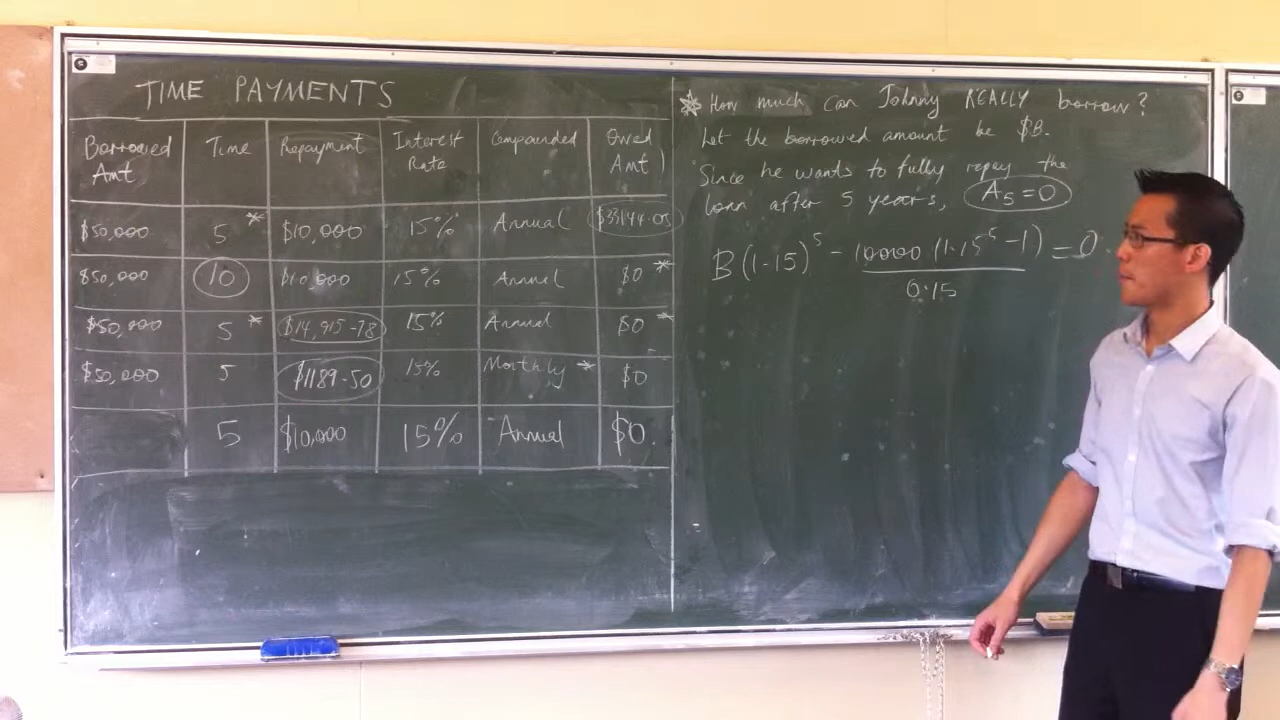 TIME PAYMENTS
Borrowed Amt Time Repayment Interest Rate Compounded Owed Amt
$50,000 5* $10,000 15% Annual $33144.05
$50,000 10 $10,000 15% Annual $0*
$50,000 5* $14,915-78 15% Annual $0*
$50,000 5 $1189-50 15% Monthly * $0
5 $10,000 15% Annual $0.
* How much can Johnny REALLY borrow?
Let the borrowed amount be $B.
Since he wants to fully repay the
loan after 5 years, A₅=0
B(1.15)⁵ - 10000 (1.15⁵ - 1) = 0
0.15